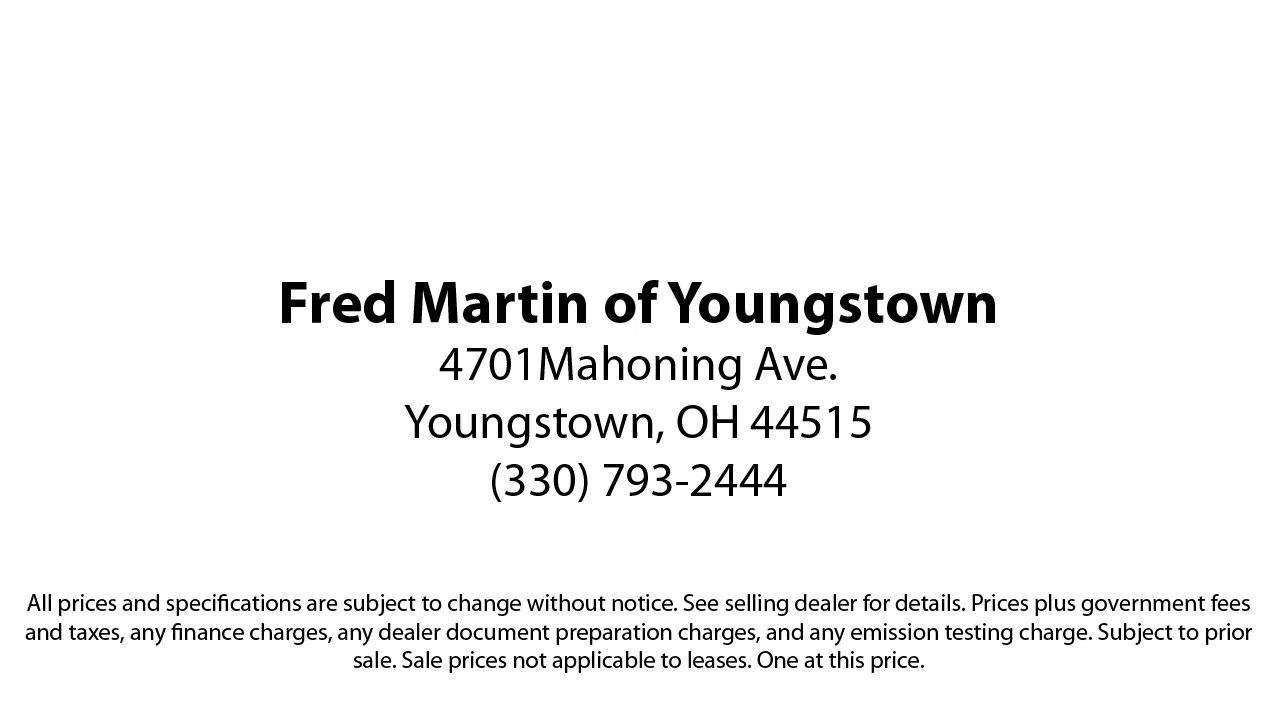 Fred Martin of Youngstown
4701Mahoning Ave.
Youngstown, OH 44515
(330) 793-2444
All prices and specifications are subject to change without notice. See selling dealer for details. Prices plus government fees
and taxes, any finance charges, any dealer document preparation charges, and any emission testing charge. Subject to prior
sale. Sale prices not applicable to leases. One at this price.